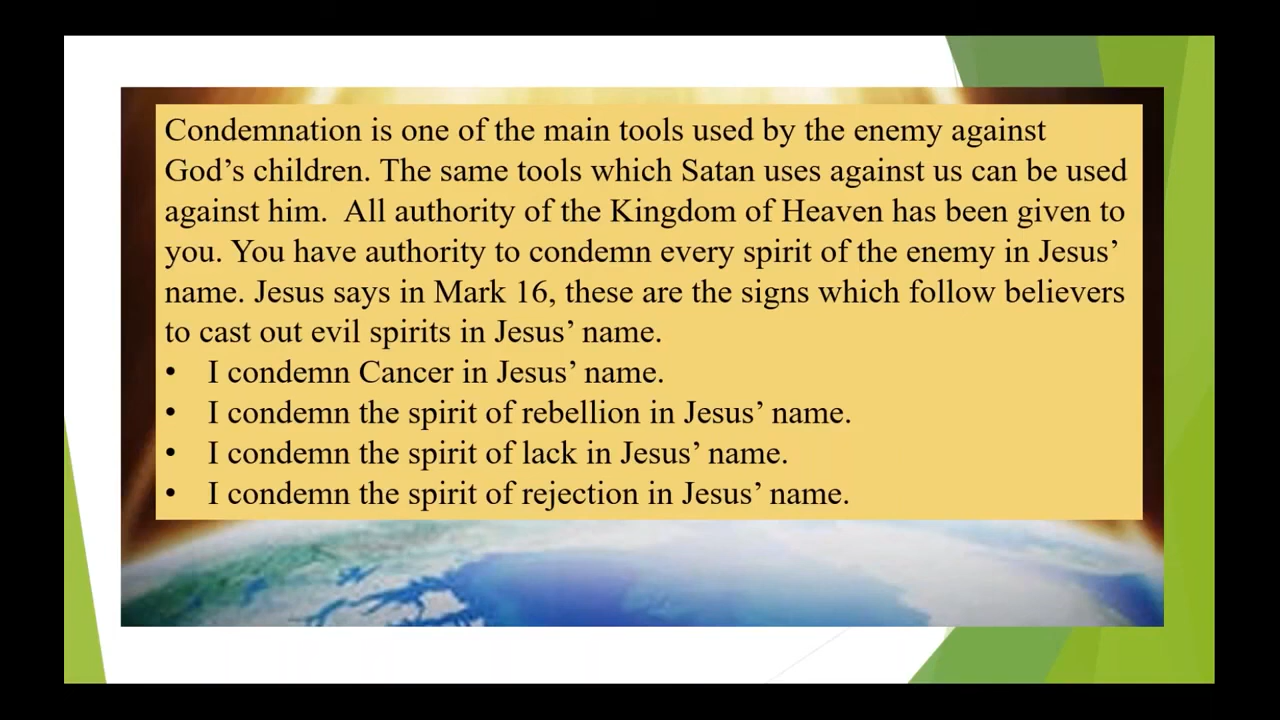 Condemnation is one of the main tools used by the enemy against
God’s children. The same tools which Satan uses against us can be used
against him.  All authority of the Kingdom of Heaven has been given to
you. You have authority to condemn every spirit of the enemy in Jesus’
name. Jesus says in Mark 16, these are the signs which follow believers
to cast out evil spirits in Jesus’ name.
• I condemn Cancer in Jesus’ name.
• I condemn the spirit of rebellion in Jesus’ name.
• I condemn the spirit of lack in Jesus’ name.
• I condemn the spirit of rejection in Jesus’ name.